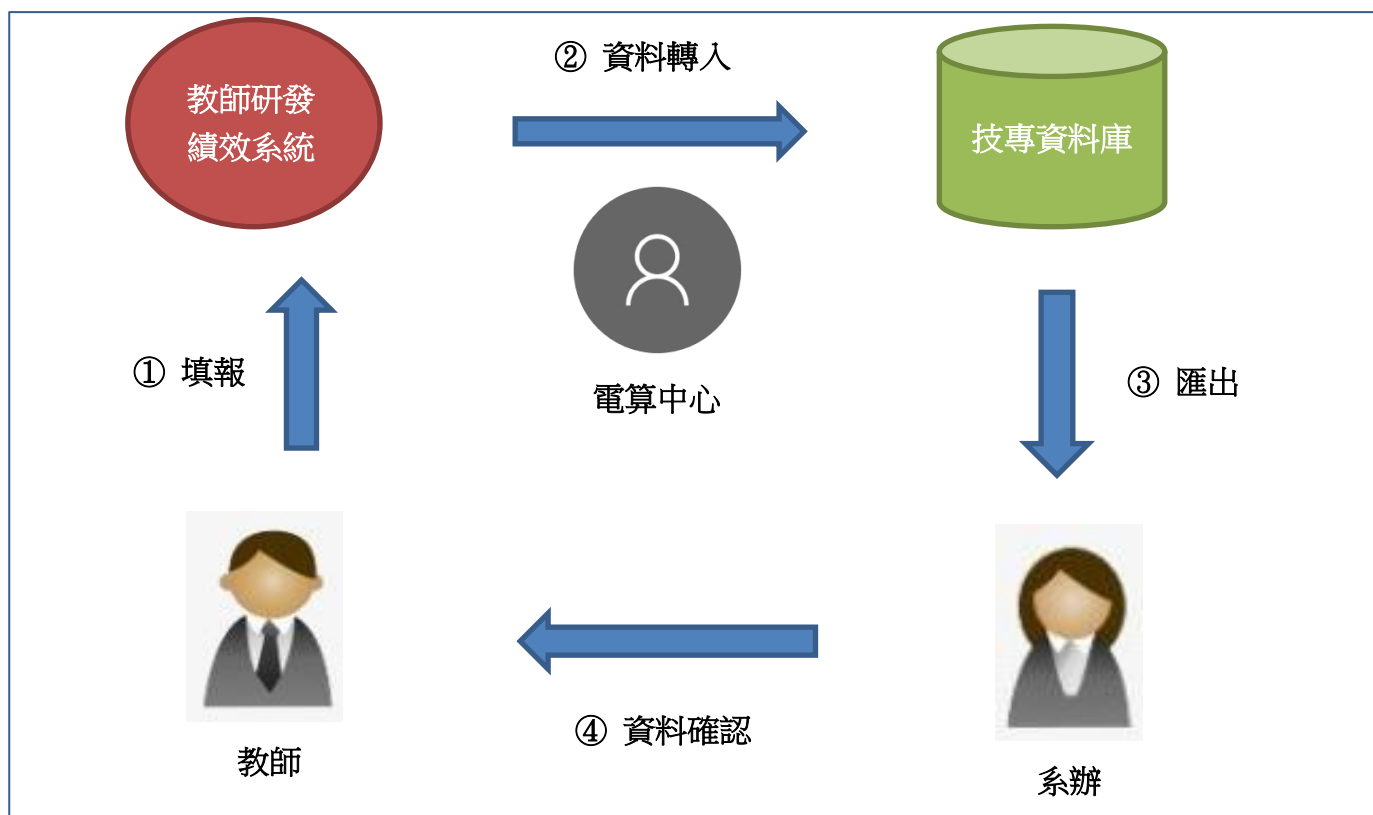 教師研發
績效系統
② 資料轉入
技專資料庫
① 填報
電算中心
③ 匯出
④ 資料確認
教師
系辦